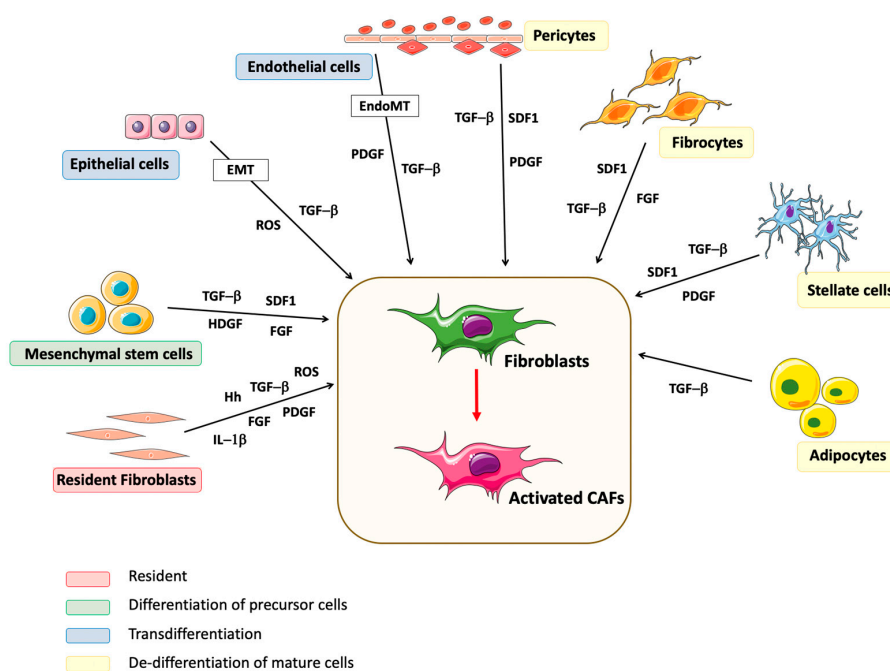 Pericytes
Endothelial cells
EndoMT
PDGF
TGF–β
TGF–β
SDF1
PDGF
Fibrocytes
SDF1
TGF–β
FGF
Epithelial cells
EMT
TGF–β
ROS
TGF–β
SDF1
PDGF
Stellate cells
TGF–β
SDF1
HDGF
FGF
Mesenchymal stem cells
Fibroblasts
Activated CAFs
ROS
TGF–β
Hh
PDGF
FGF
IL–1β
Resident Fibroblasts
TGF–β
Adipocytes
Resident
Differentiation of precursor cells
Transdifferentiation
De-differentiation of mature cells